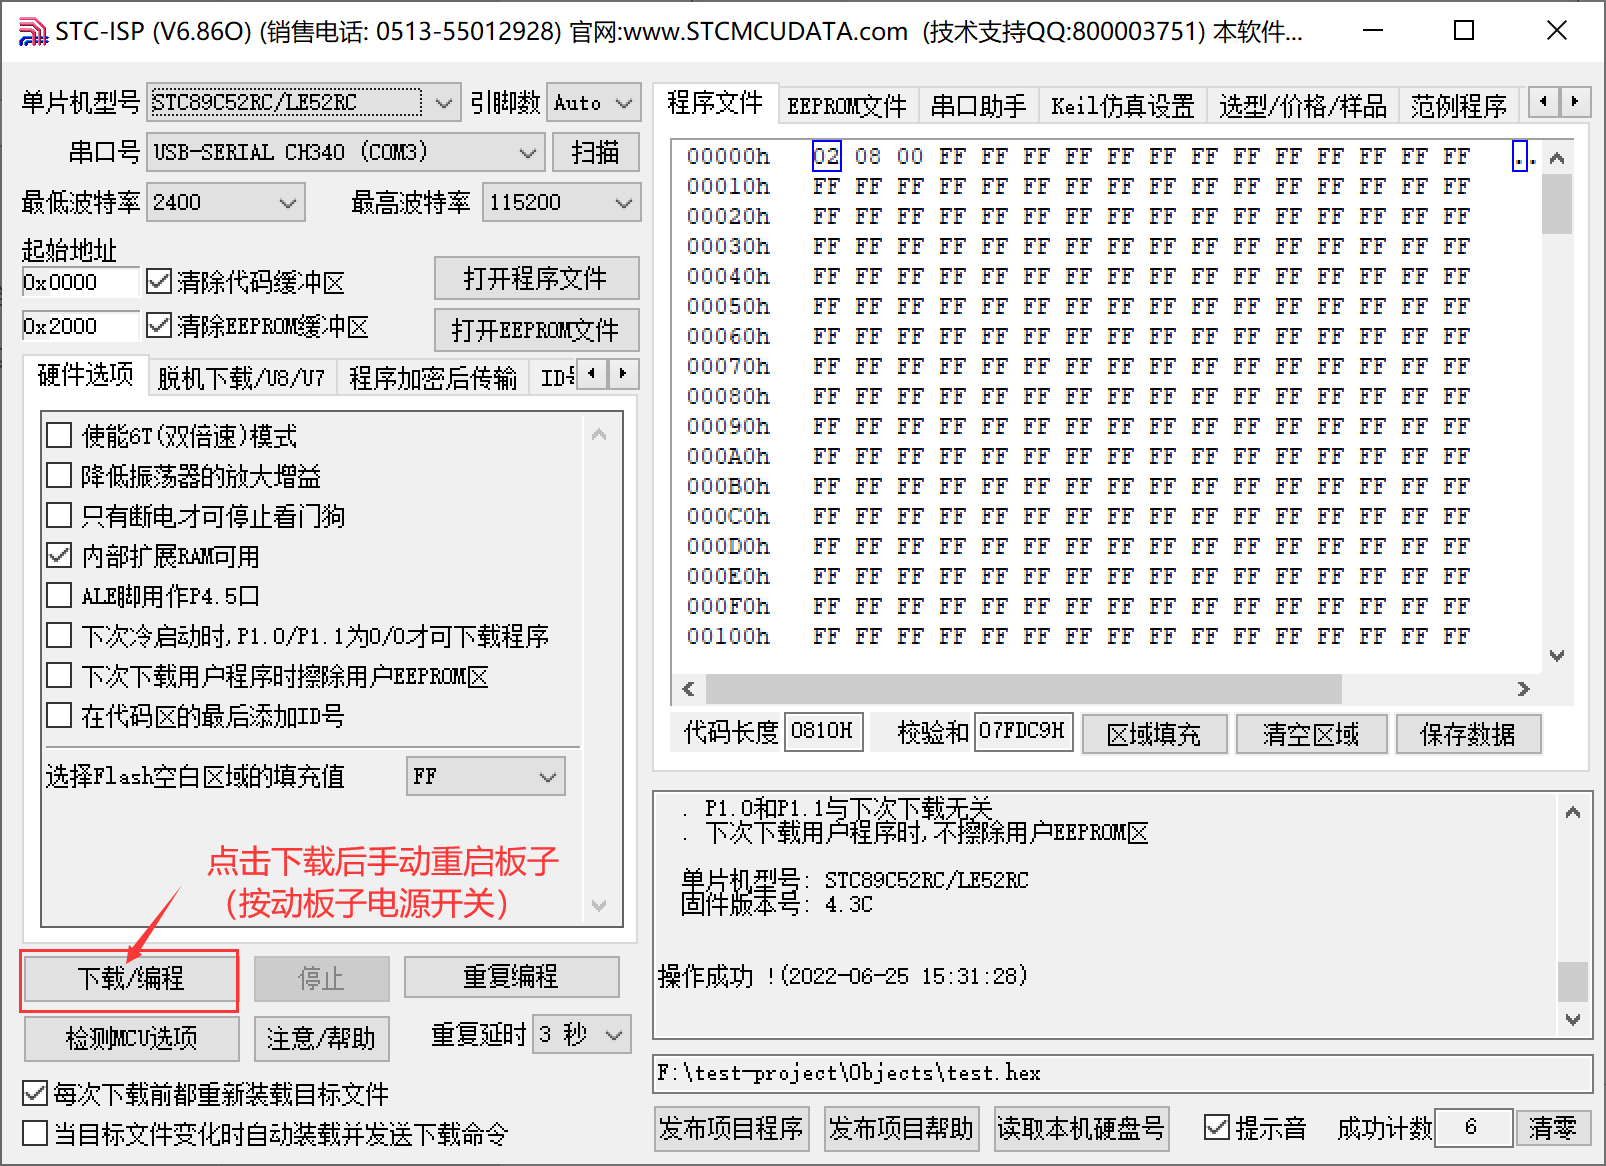 STC-ISP (V6.86O) (销售电话: 0513-55012928) 官网:www.STCMCUDATA.com  (技术支持QQ:800003751) 本软件...
单片机型号 STC89C52RC/LE52RC 引脚数 Auto
串口号 USB-SERIAL CH340 (COM3) 扫描
最低波特率 2400 最高波特率 115200
起始地址
0x0000 清除代码缓冲区 打开程序文件
0x2000 清除EEPROM缓冲区 打开EEPROM文件
硬件选项 脱机下载/U8/U7 程序加密后传输 ID号
使能6T(双倍速)模式
降低振荡器的放大增益
只有断电才可停止看门狗
内部扩展RAM可用
ALE脚用作P4.5口
下次冷启动时,P1.0/P1.1为0/0才可下载程序
下次下载用户程序时擦除用户EEPROM区
在代码区的最后添加ID号
选择Flash空白区域的填充值 FF
点击下载后手动重启板子
（按动板子电源开关）
下载/编程 停止 重复编程
检测MCU选项 注意/帮助 重复延时 3 秒
每次下载前都重新装载目标文件
当目标文件变化时自动装载并发送下载命令
程序文件 EEPROM文件 串口助手 Keil仿真设置 选型/价格/样品 范例程序
00000h 02 08 00 FF FF FF FF FF FF FF FF FF FF FF FF FF ..
00010h FF FF FF FF FF FF FF FF FF FF FF FF FF FF FF FF
00020h FF FF FF FF FF FF FF FF FF FF FF FF FF FF FF FF
00030h FF FF FF FF FF FF FF FF FF FF FF FF FF FF FF FF
00040h FF FF FF FF FF FF FF FF FF FF FF FF FF FF FF FF
00050h FF FF FF FF FF FF FF FF FF FF FF FF FF FF FF FF
00060h FF FF FF FF FF FF FF FF FF FF FF FF FF FF FF FF
00070h FF FF FF FF FF FF FF FF FF FF FF FF FF FF FF FF
00080h FF FF FF FF FF FF FF FF FF FF FF FF FF FF FF FF
00090h FF FF FF FF FF FF FF FF FF FF FF FF FF FF FF FF
000A0h FF FF FF FF FF FF FF FF FF FF FF FF FF FF FF FF
000B0h FF FF FF FF FF FF FF FF FF FF FF FF FF FF FF FF
000C0h FF FF FF FF FF FF FF FF FF FF FF FF FF FF FF FF
000D0h FF FF FF FF FF FF FF FF FF FF FF FF FF FF FF FF
000E0h FF FF FF FF FF FF FF FF FF FF FF FF FF FF FF FF
000F0h FF FF FF FF FF FF FF FF FF FF FF FF FF FF FF FF
00100h FF FF FF FF FF FF FF FF FF FF FF FF FF FF FF FF
代码长度 0810H 校验和 07FDC9H 区域填充 清空区域 保存数据
. P1.0和P1.1与下次下载无关
. 下次下载用户程序时,不擦除用户EEPROM区
单片机型号: STC89C52RC/LE52RC
固件版本号: 4.3C
操作成功 !(2022-06-25 15:31:28)
F:\test-project\Objects\test.hex
发布项目程序 发布项目帮助 读取本机硬盘号 提示音 成功计数 6 清零